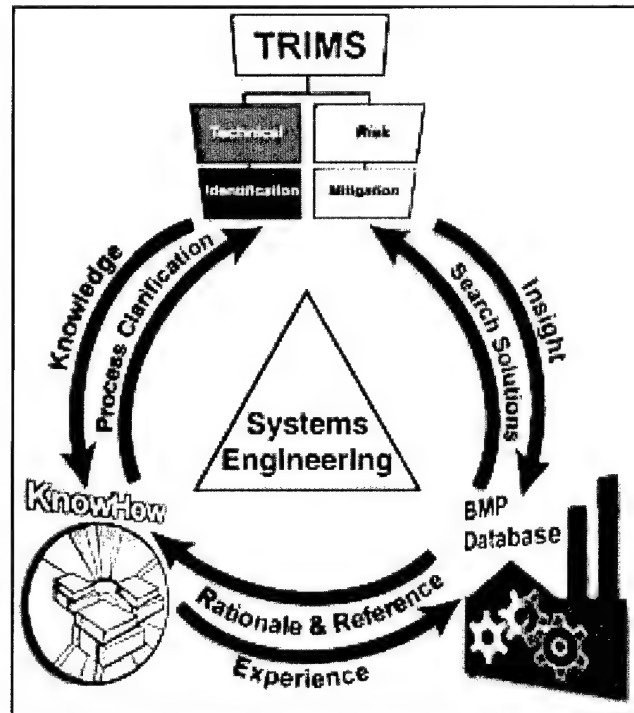 TRIMS
Technical
Risk
Identification
Mitigation
Knowledge
Process Clarification
Insight
Search Solutions
Systems
Engineering
KnowHow
BMP
Database
Rationale & Reference
Experience